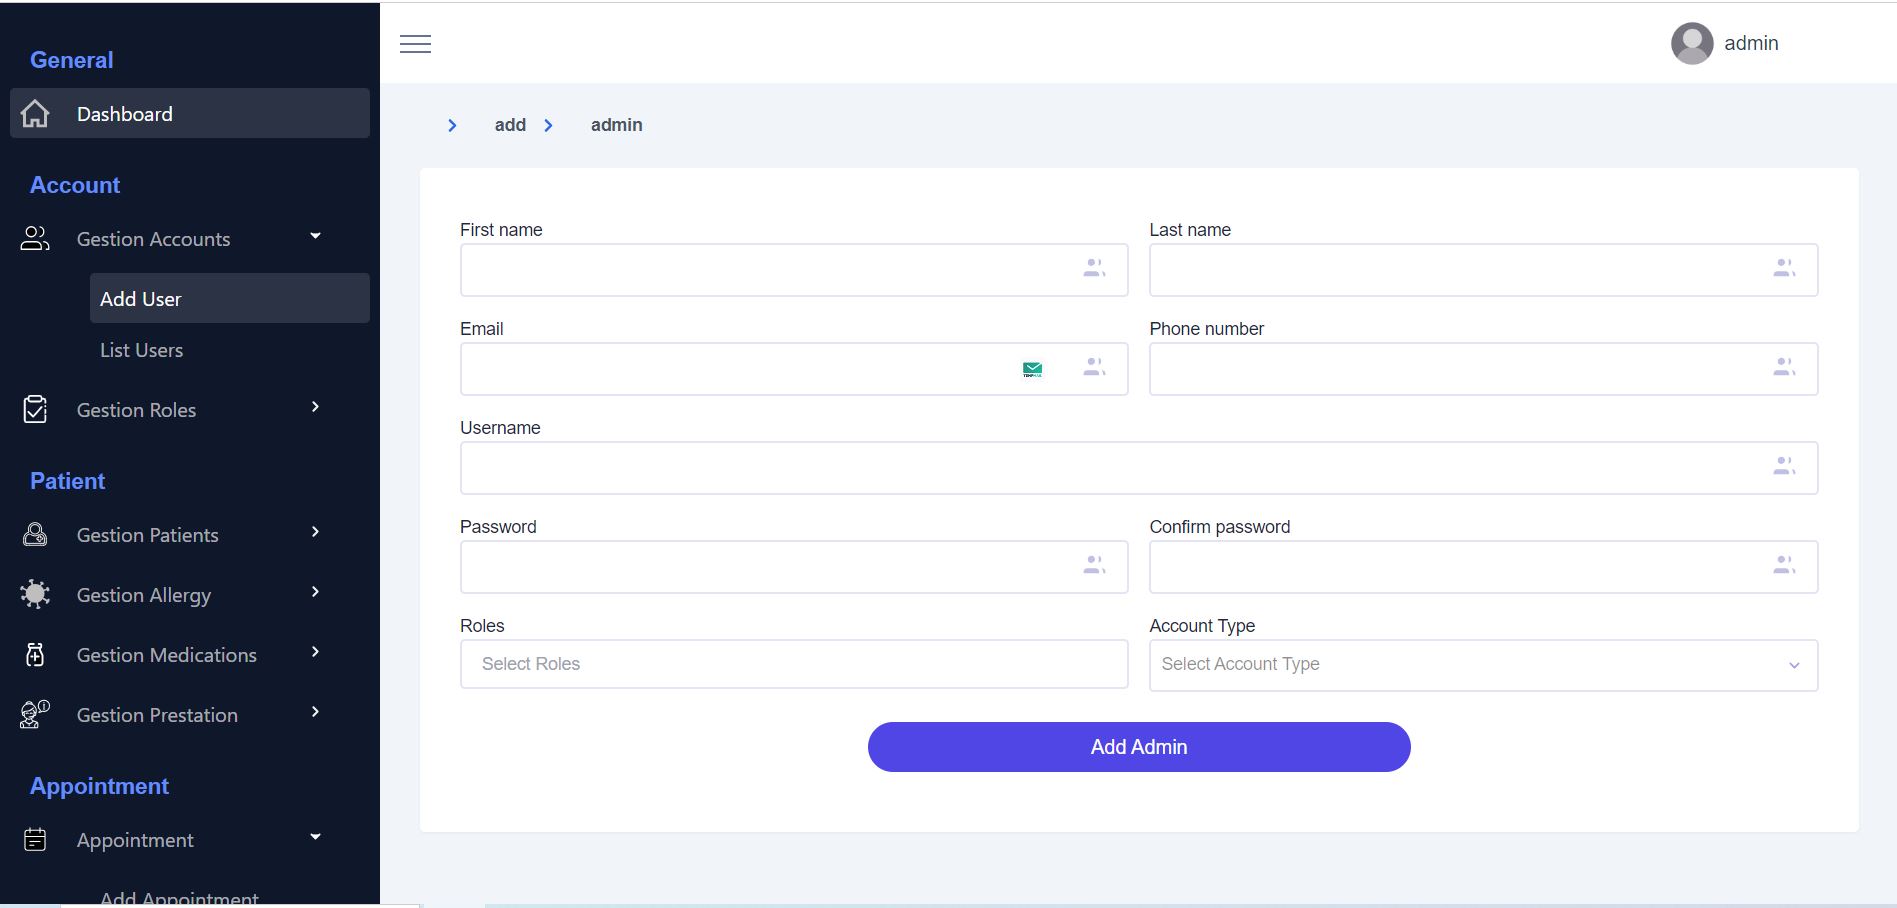 General
Dashboard
Account
Gestion Accounts
Add User
List Users
Gestion Roles
Patient
Gestion Patients
Gestion Allergy
Gestion Medications
Gestion Prestation
Appointment
Appointment
Add Appointment
admin
add
admin
First name
Last name
Email
Phone number
Username
Password
Confirm password
Roles
Account Type
Select Roles
Select Account Type
Add Admin